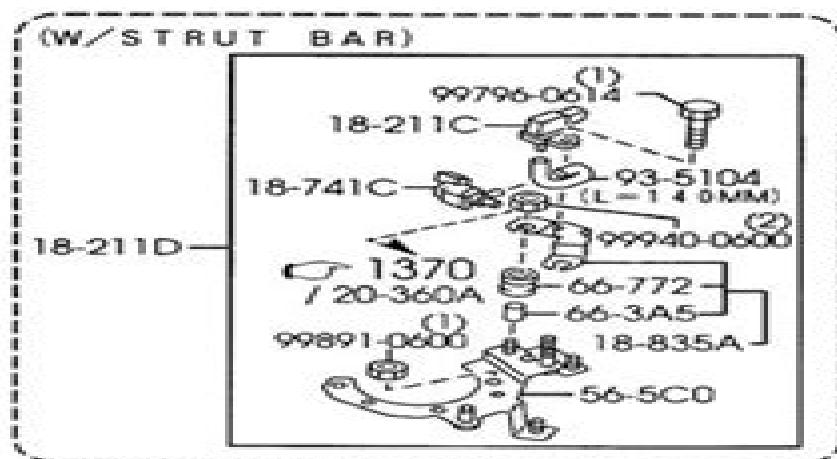 (W/STRUT BAR)
(1)
99796-0614
18-211C
18-741C
93-5104
(L=140MM)
(2)
99940-0600
18-211D
1370
/ 20-360A
66-772
66-3A5
(1)
99891-0600
18-835A
56-5C0